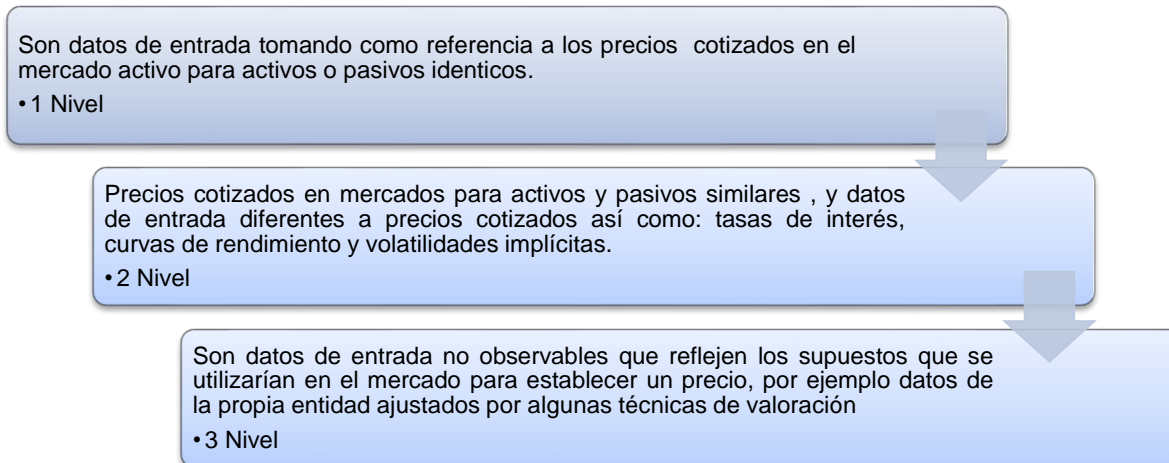 Son datos de entrada tomando como referencia a los precios cotizados en el
mercado activo para activos o pasivos identicos.
•1 Nivel
Precios cotizados en mercados para activos y pasivos similares , y datos
de entrada diferentes a precios cotizados así como: tasas de interés,
curvas de rendimiento y volatilidades implícitas.
•2 Nivel
Son datos de entrada no observables que reflejen los supuestos que se
utilizarían en el mercado para establecer un precio, por ejemplo datos de
la propia entidad ajustados por algunas técnicas de valoración
•3 Nivel